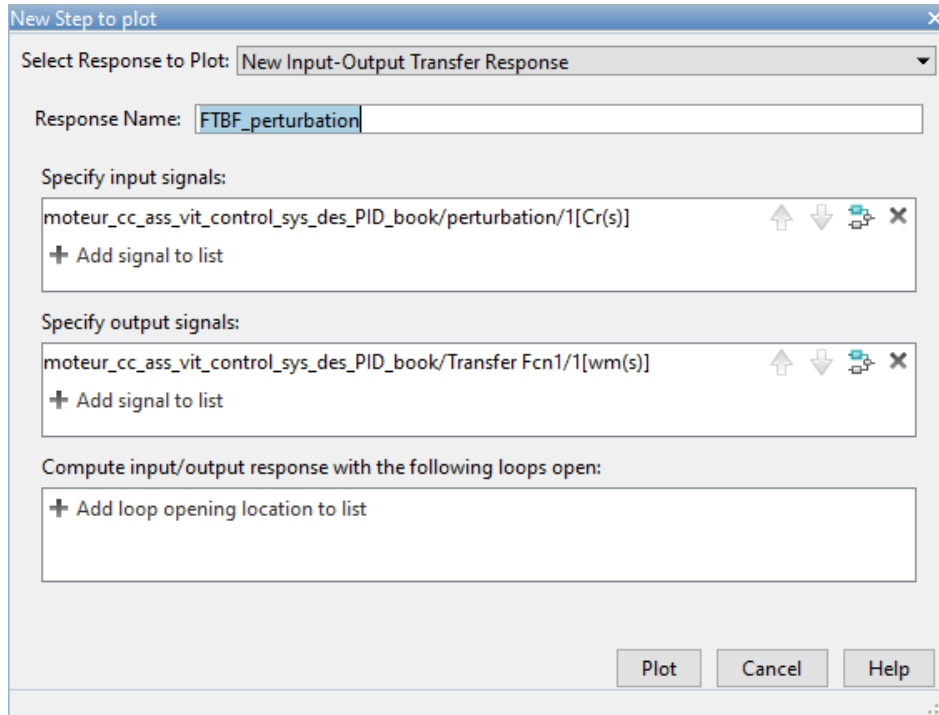 New Step to plot
Select Response to Plot: New Input-Output Transfer Response
Response Name: FTBF_perturbation
Specify input signals:
moteur_cc_ass_vit_control_sys_des_PID_book/perturbation/1[Cr(s)]
Add signal to list
Specify output signals:
moteur_cc_ass_vit_control_sys_des_PID_book/Transfer Fcn1/1[wm(s)]
Add signal to list
Compute input/output response with the following loops open:
Add loop opening location to list
Plot Cancel Help